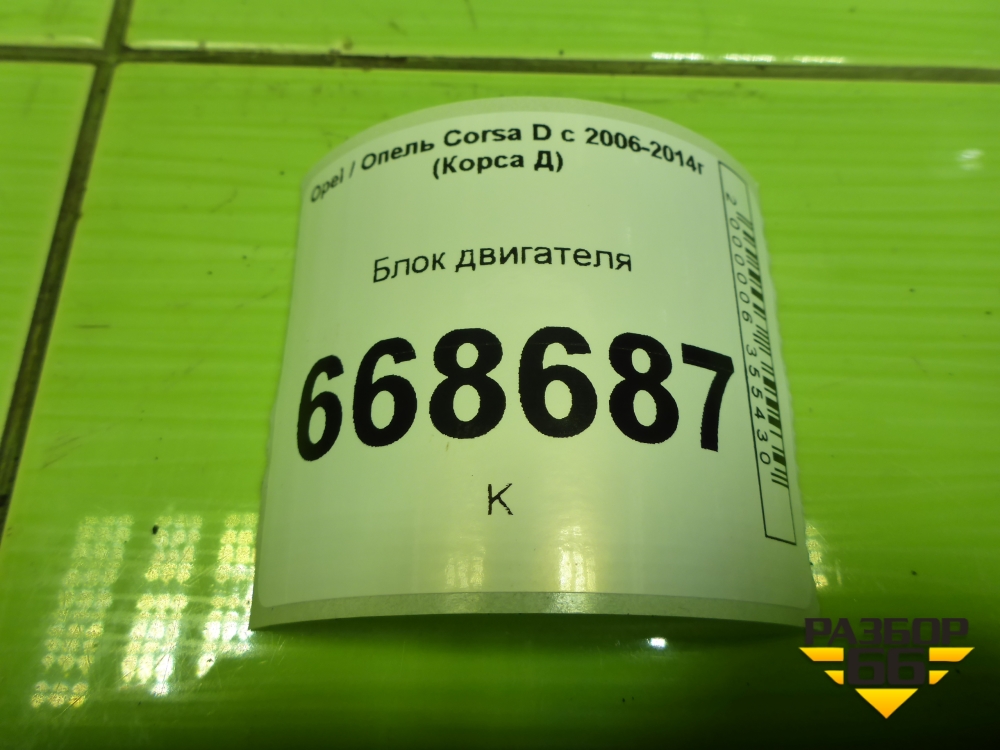 Opel / Опель Corsa D с 2006-2014г
(Корса Д)
Блок двигателя
668687
К
2000006355430
РАЗБОР
66